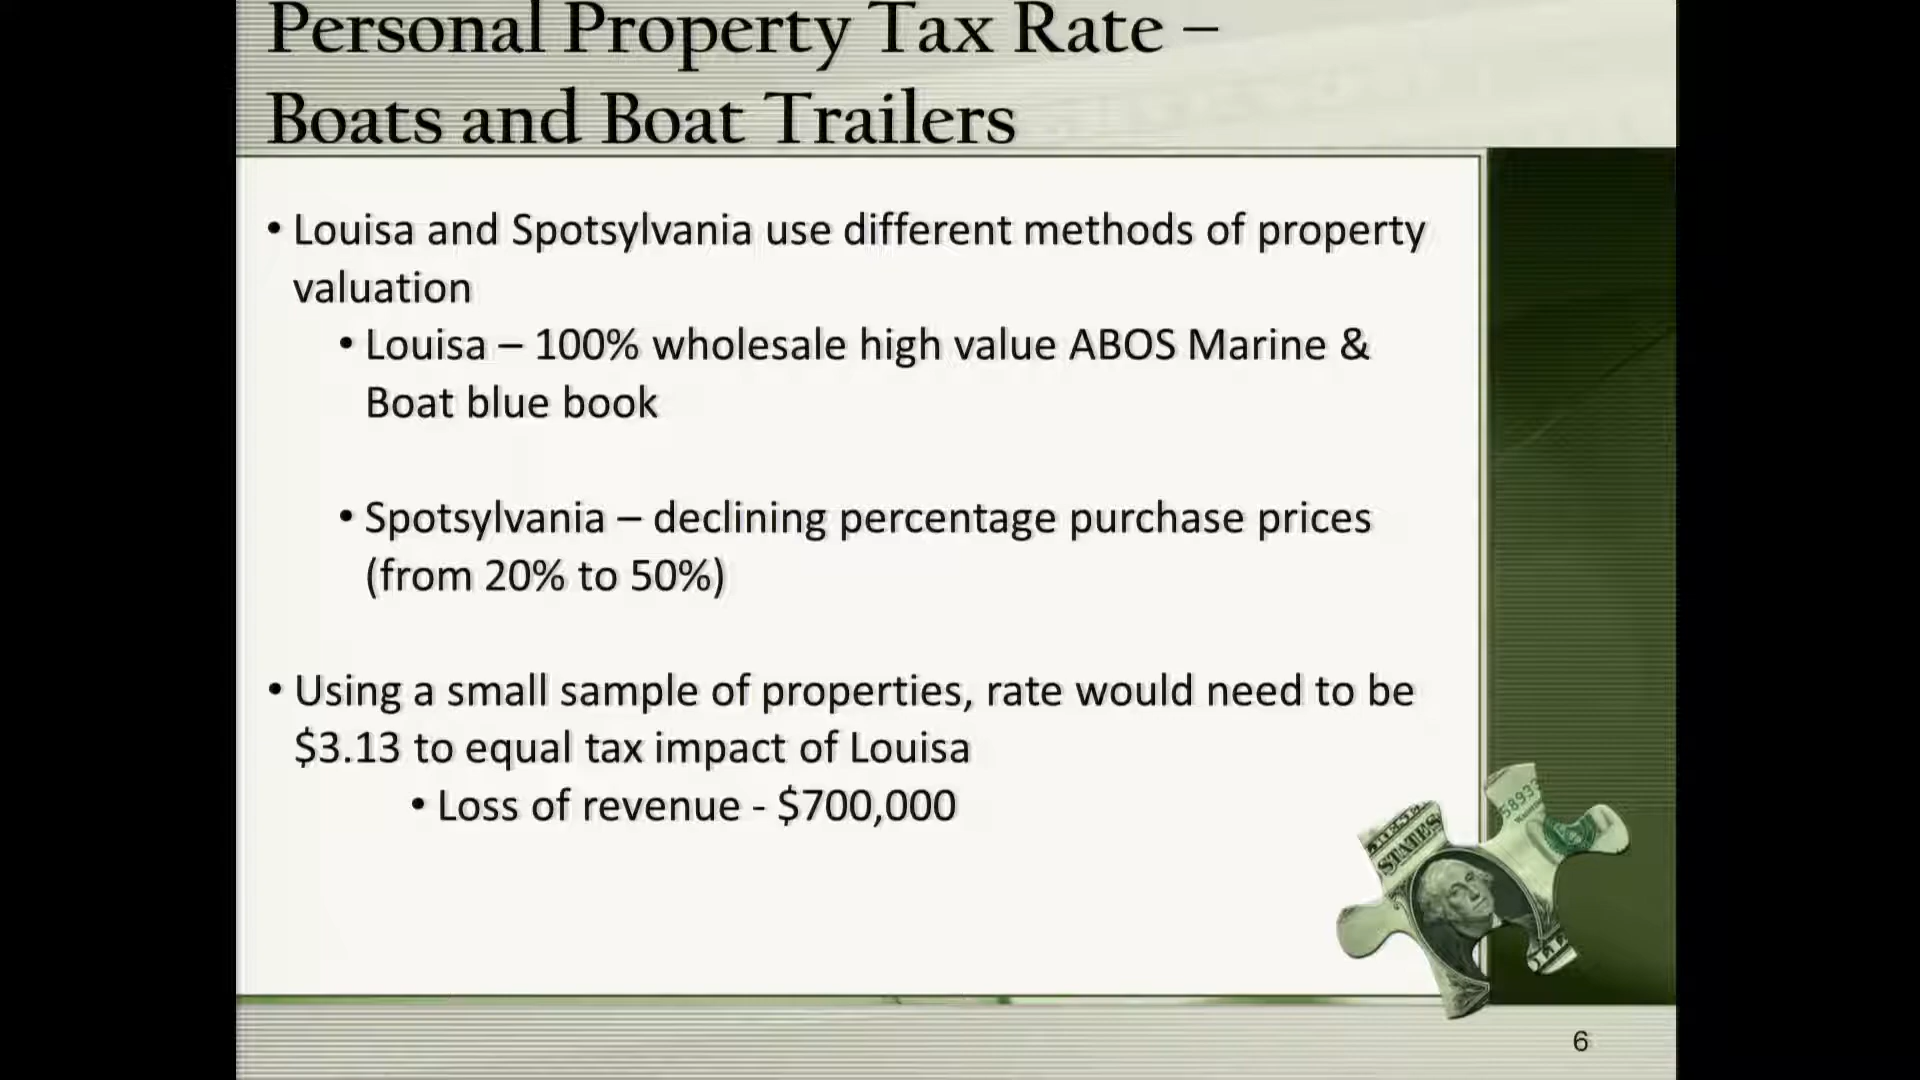 Personal Property Tax Rate –
Boats and Boat Trailers
• Louisa and Spotsylvania use different methods of property
valuation
• Louisa – 100% wholesale high value ABOS Marine &
Boat blue book
• Spotsylvania – declining percentage purchase prices
(from 20% to 50%)
• Using a small sample of properties, rate would need to be
$3.13 to equal tax impact of Louisa
• Loss of revenue - $700,000
STATES
6